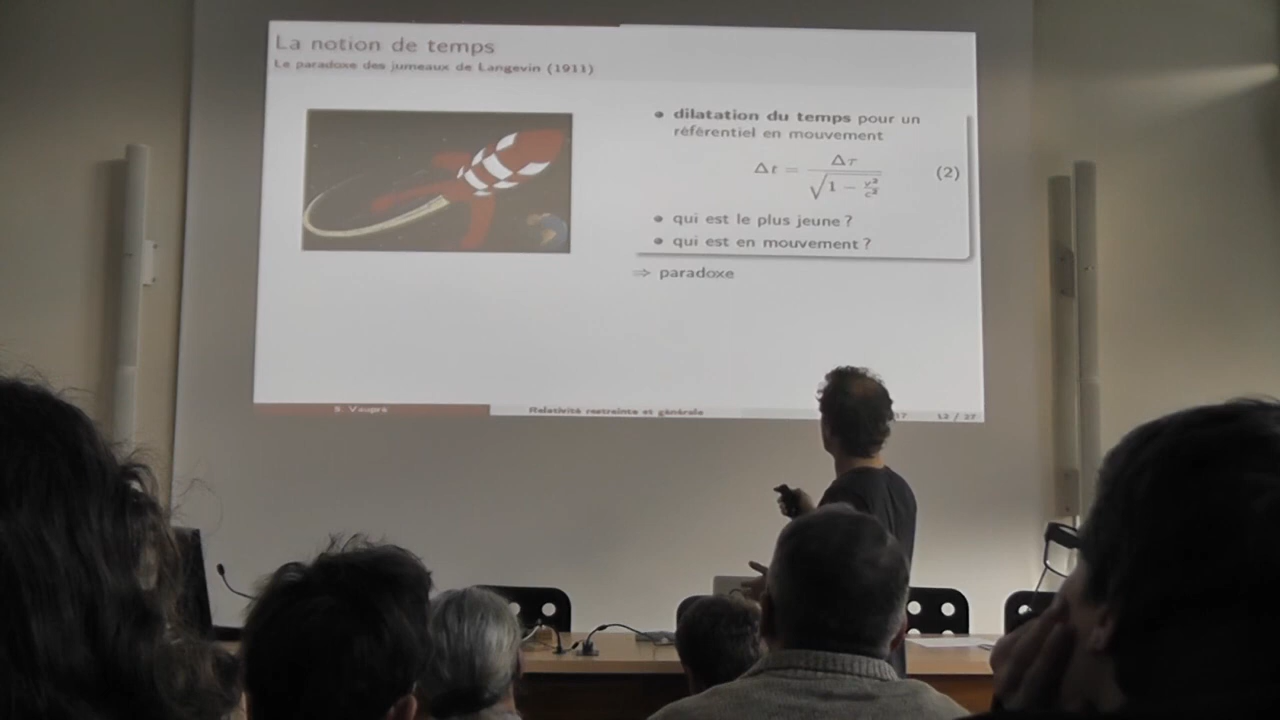 La notion de temps
Le paradoxe des jumeaux de Langevin (1911)
• dilatation du temps pour un
référentiel en mouvement
Δt = Δτ / √(1 − v²/c²) (2)
• qui est le plus jeune ?
• qui est en mouvement ?
⇒ paradoxe
S. Vaupré
Relativité restreinte et générale
17
12 / 27